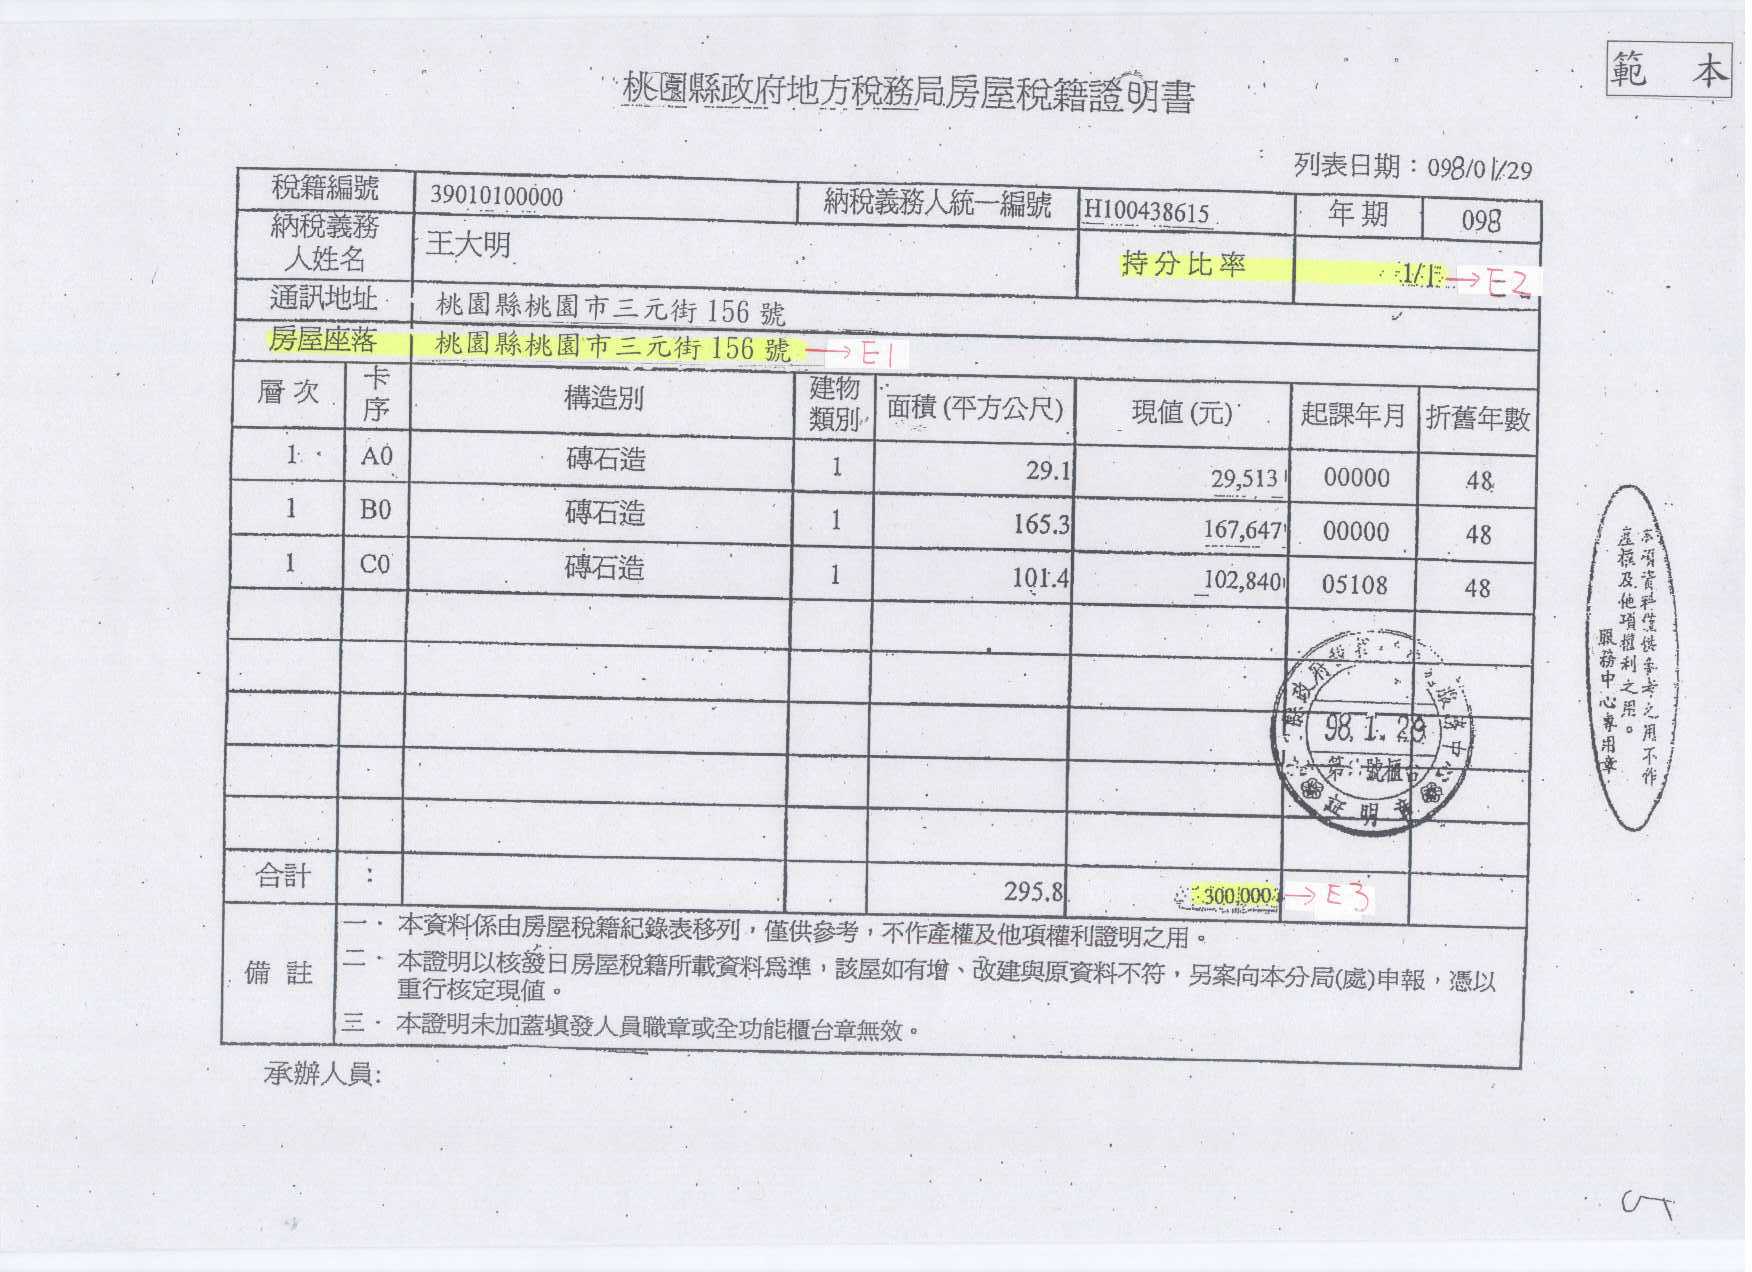 範 本
桃園縣政府地方稅務局房屋稅籍證明書
列表日期：098/01/29
稅籍編號 39010100000 納稅義務人統一編號 H100438615 年期 098
納稅義務人姓名 王大明 持分比率 1/1 → E2
通訊地址 桃園縣桃園市三元街 156 號
房屋座落 桃園縣桃園市三元街 156 號 → E1
層次 卡序 構造別 建物類別 面積(平方公尺) 現值(元) 起課年月 折舊年數
1 A0 磚石造 1 29.1 29,513 00000 48
1 B0 磚石造 1 165.3 167,647 00000 48
1 C0 磚石造 1 101.4 102,840 05108 48
合計 : 295.8 300,000 → E3
備註
一．本資料係由房屋稅籍紀錄表移列，僅供參考，不作產權及他項權利證明之用。
二．本證明以核發日房屋稅籍所載資料為準，該屋如有增、改建與原資料不符，另案向本分局(處)申報，憑以
重行核定現值。
三．本證明未加蓋填發人員職章或全功能櫃台章無效。
承辦人員:
縣政府
服務中心
98.1.29
第 號櫃台
證明章
本項資料僅供參考之用不作
產權及他項權利之用。
服務中心專用章